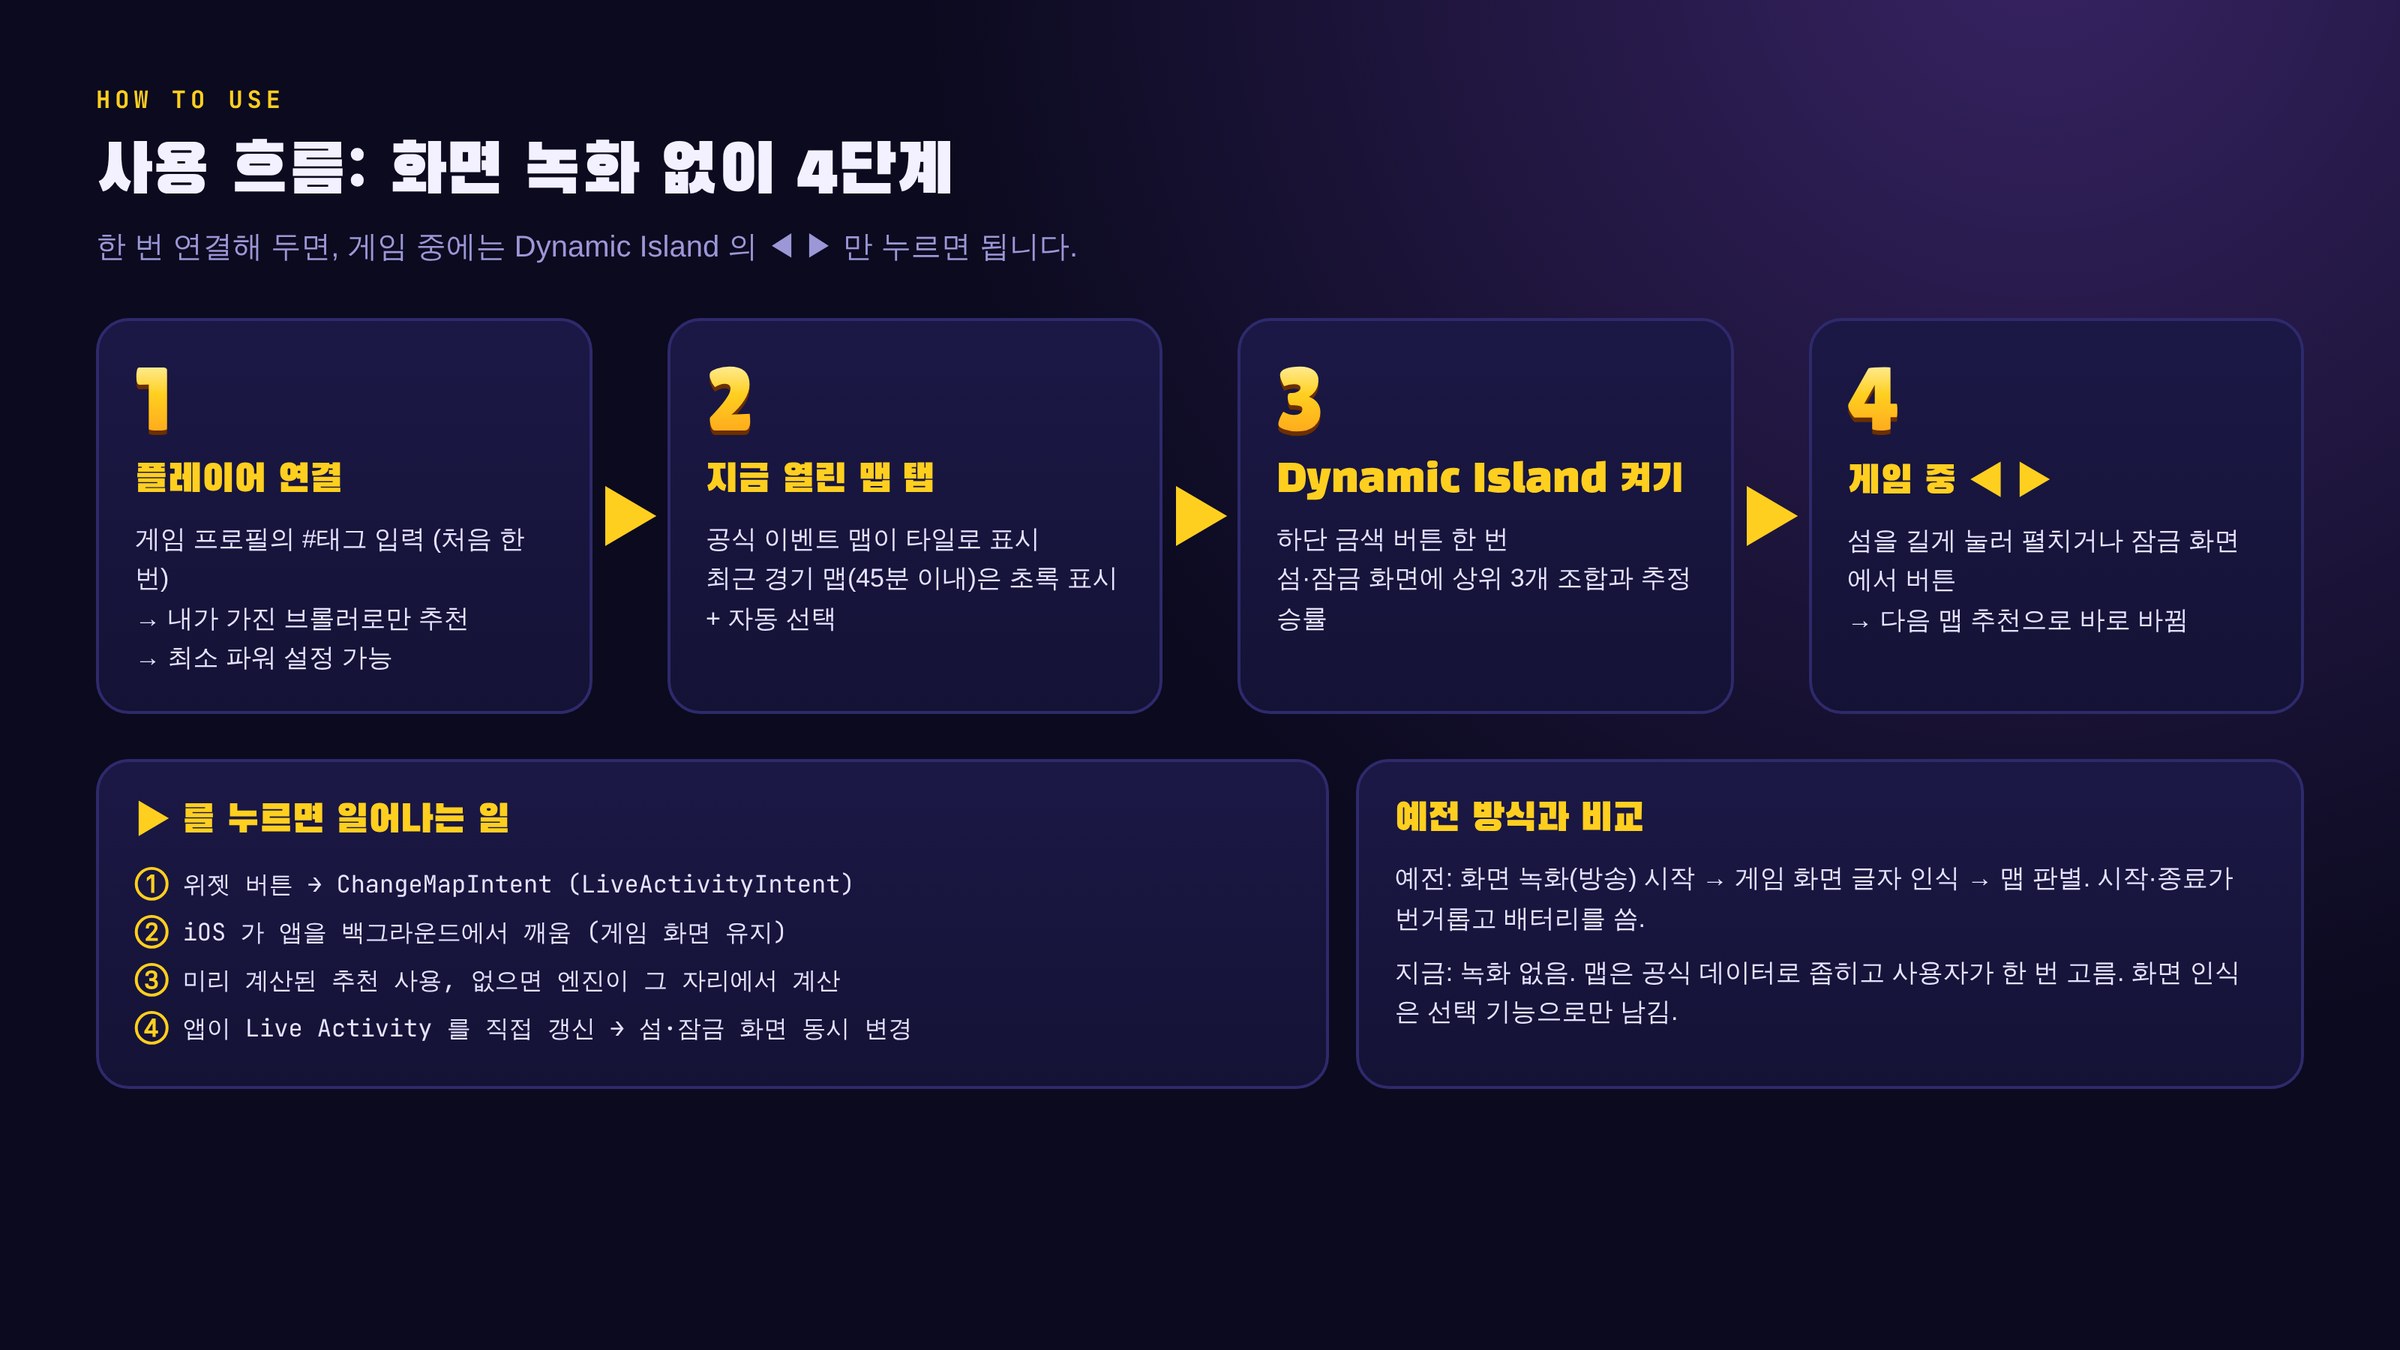 HOW TO USE
사용 흐름: 화면 녹화 없이 4단계
한 번 연결해 두면, 게임 중에는 Dynamic Island 의 ◀ ▶ 만 누르면 됩니다.
1
플레이어 연결
게임 프로필의 #태그 입력 (처음 한
번)
→ 내가 가진 브롤러로만 추천
→ 최소 파워 설정 가능
▶
2
지금 열린 맵 탭
공식 이벤트 맵이 타일로 표시
최근 경기 맵(45분 이내)은 초록 표시
+ 자동 선택
▶
3
Dynamic Island 켜기
하단 금색 버튼 한 번
섬·잠금 화면에 상위 3개 조합과 추정
승률
▶
4
게임 중 ◀ ▶
섬을 길게 눌러 펼치거나 잠금 화면
에서 버튼
→ 다음 맵 추천으로 바로 바뀜
▶ 를 누르면 일어나는 일
① 위젯 버튼 → ChangeMapIntent (LiveActivityIntent)
② iOS 가 앱을 백그라운드에서 깨움 (게임 화면 유지)
③ 미리 계산된 추천 사용, 없으면 엔진이 그 자리에서 계산
④ 앱이 Live Activity 를 직접 갱신 → 섬·잠금 화면 동시 변경
예전 방식과 비교
예전: 화면 녹화(방송) 시작 → 게임 화면 글자 인식 → 맵 판별. 시작·종료가
번거롭고 배터리를 씀.
지금: 녹화 없음. 맵은 공식 데이터로 좁히고 사용자가 한 번 고름. 화면 인식
은 선택 기능으로만 남김.